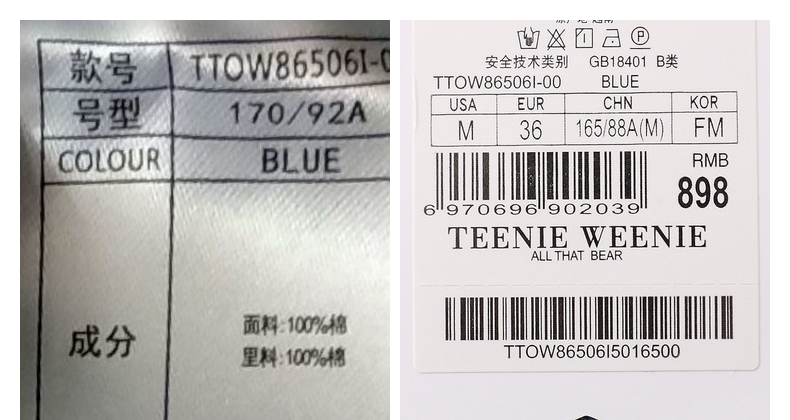 款号 TTOW86506I-0
号型 170/92A
COLOUR BLUE
成分
面料:100%棉
里料:100%棉
安全技术类别 GB18401 B类
TTOW86506I-00 BLUE
USA EUR CHN KOR
M 36 165/88A(M) FM
RMB
898
6 970696 902039
TEENIE WEENIE
ALL THAT BEAR
TTOW86506I5016500